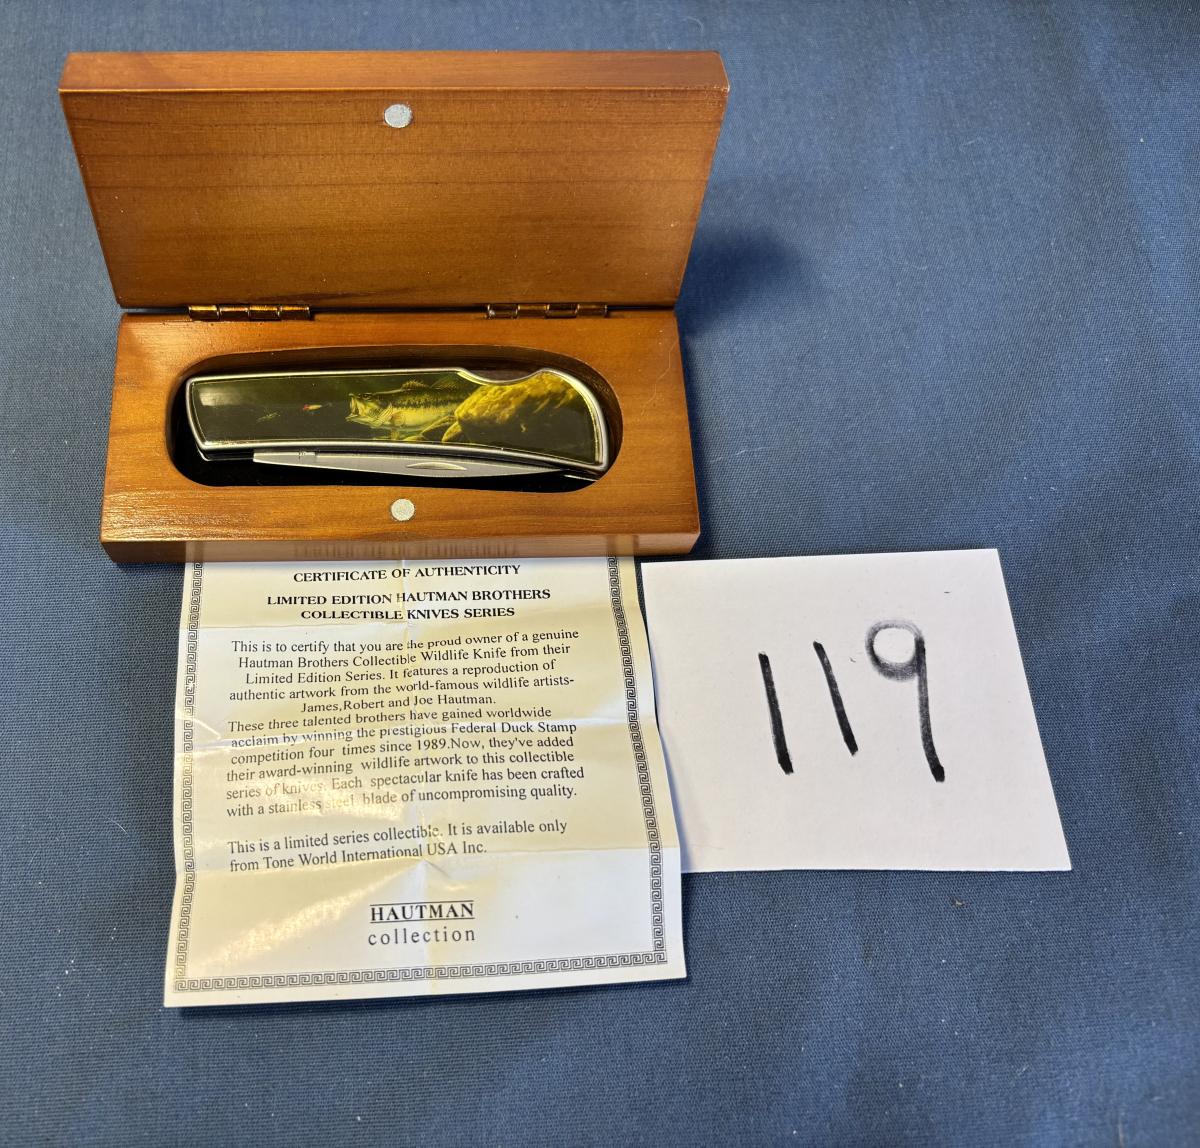 CERTIFICATE OF AUTHENTICITY
LIMITED EDITION HAUTMAN BROTHERS
COLLECTIBLE KNIVES SERIES
This is to certify that you are the proud owner of a genuine
Hautman Brothers Collectible Wildlife Knife from their
Limited Edition Series. It features a reproduction of
authentic artwork from the world-famous wildlife artists-
James,Robert and Joe Hautman.
These three talented brothers have gained worldwide
acclaim by winning the prestigious Federal Duck Stamp
competition four times since 1989.Now, they've added
their award-winning wildlife artwork to this collectible
series of knives. Each spectacular knife has been crafted
with a stainless steel blade of uncompromising quality.
This is a limited series collectible. It is available only
from Tone World International USA Inc.
HAUTMAN
collection
119